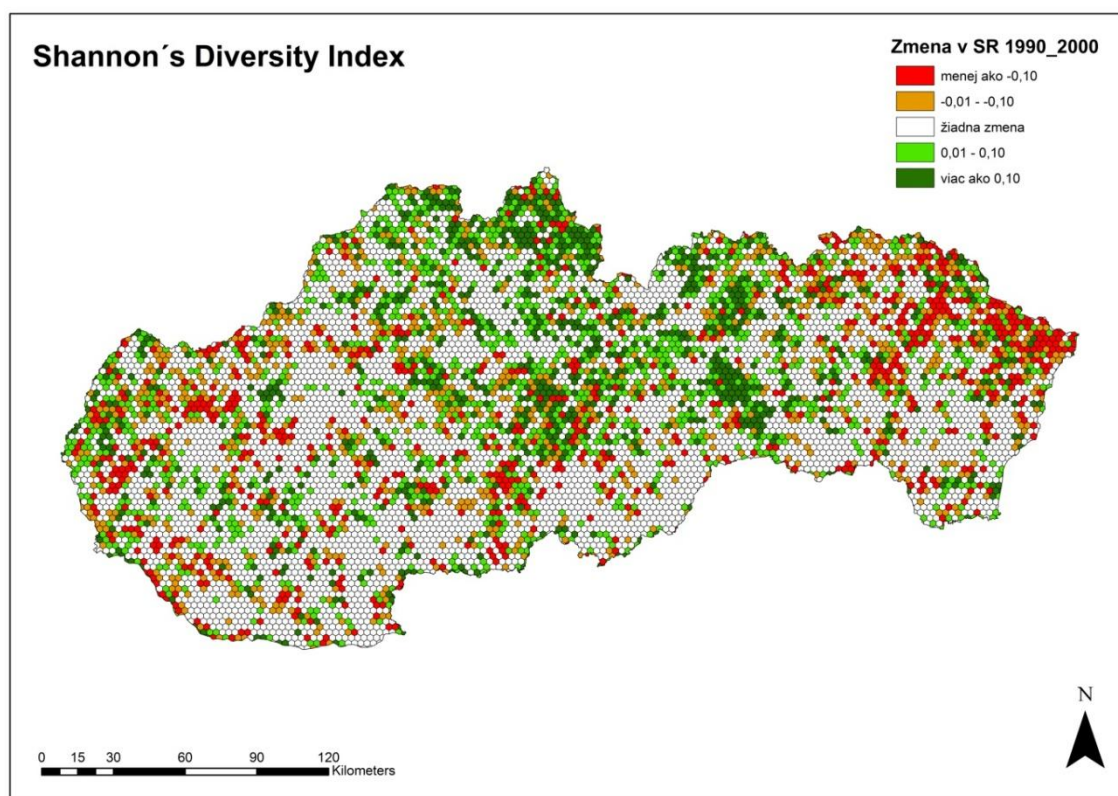 Shannon´s Diversity Index
Zmena v SR 1990_2000
menej ako -0,10
-0,01 - -0,10
žiadna zmena
0,01 - 0,10
viac ako 0,10
N
0 15 30 60 90 120
Kilometers